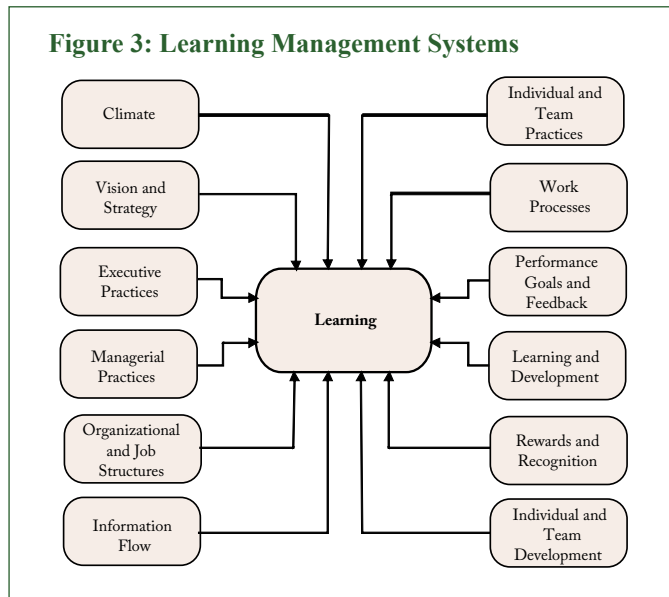 Figure 3: Learning Management Systems
Climate
Vision and
Strategy
Executive
Practices
Managerial
Practices
Organizational
and Job
Structures
Information
Flow
Learning
Individual and
Team
Practices
Work
Processes
Performance
Goals and
Feedback
Learning and
Development
Rewards and
Recognition
Individual and
Team
Development